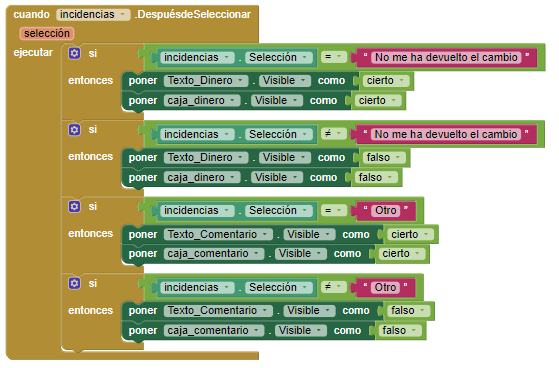 cuando incidencias .DespuésdeSeleccionar
selección
ejecutar si incidencias . Selección = " No me ha devuelto el cambio "
entonces poner Texto_Dinero . Visible como cierto
poner caja_dinero . Visible como cierto
si incidencias . Selección ≠ " No me ha devuelto el cambio "
entonces poner Texto_Dinero . Visible como falso
poner caja_dinero . Visible como falso
si incidencias . Selección = " Otro "
entonces poner Texto_Comentario . Visible como cierto
poner caja_comentario . Visible como cierto
si incidencias . Selección ≠ " Otro "
entonces poner Texto_Comentario . Visible como falso
poner caja_comentario . Visible como falso